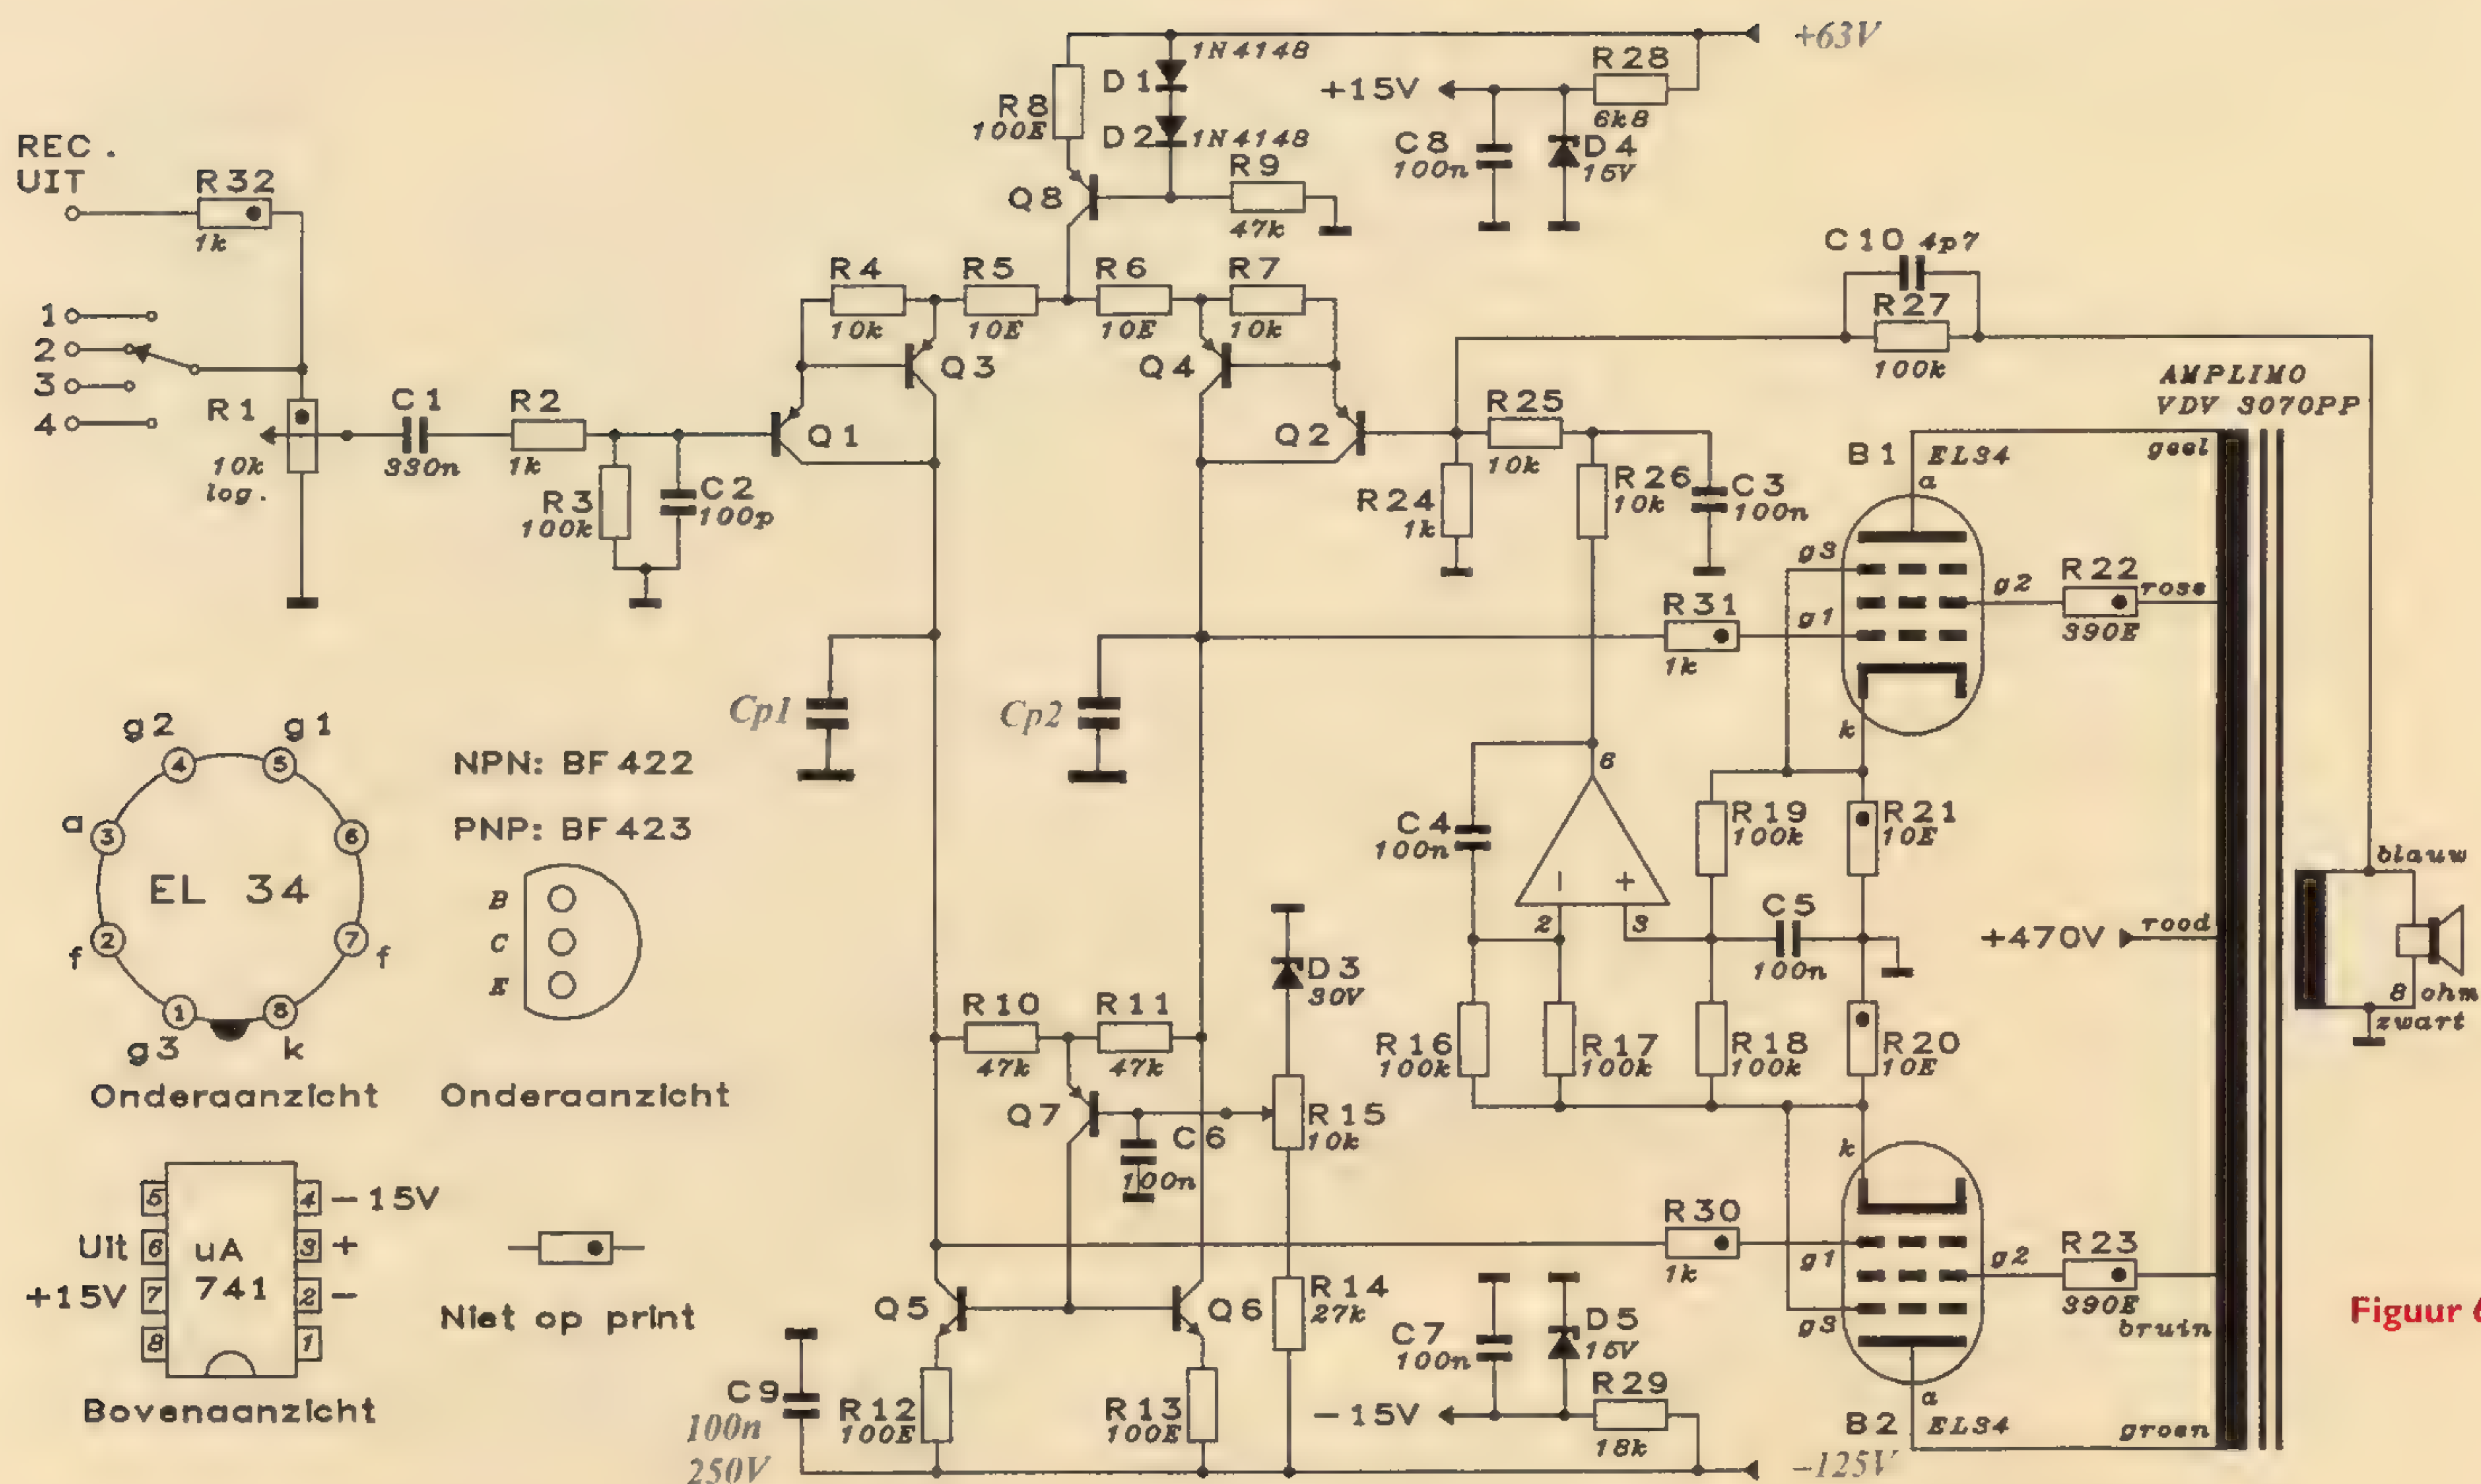 +63V
1N4148
D1
R28
+15V
6k8
R8
100E
D2
1N4148
C8
100n
D4
15V
REC.
UIT
R32
1k
R9
47k
Q8
C10 4p7
R27
100k
R4
10k
R5
10E
R6
10E
R7
10k
Q3
Q4
1
2
3
4
AMPLIMO
VDV 3070PP
R1
10k
log.
C1
330n
R2
1k
Q1
Q2
R25
10k
B1 EL34
geel
a
R3
100k
C2
100p
R24
1k
R26
10k
C3
100n
g3
g2
g1
R22
390E
rose
R31
1k
k
Cp1
Cp2
g2
g1
4
5
a
3
6
EL 34
2
7
f
f
1
8
g3
k
Onderaanzicht
NPN: BF422
PNP: BF423
B
C
E
Onderaanzicht
6
C4
100n
R19
100k
R21
10E
blauw
2
3
C5
100n
+470V
rood
8 ohm
zwart
D3
30V
R10
47k
R11
47k
R16
100k
R17
100k
R18
100k
R20
10E
Q7
C6
100n
R15
10k
k
5
4
-15V
Uit
6
uA
3
+
+15V
7
741
2
-
8
1
Bovenaanzicht
Niet op print
R30
1k
g1
g2
g3
R23
390E
bruin
Q5
Q6
R14
27k
C7
100n
D5
15V
Figuur 6
C9
100n
250V
R12
100E
R13
100E
-15V
R29
18k
a
B2 EL34
groen
-125V